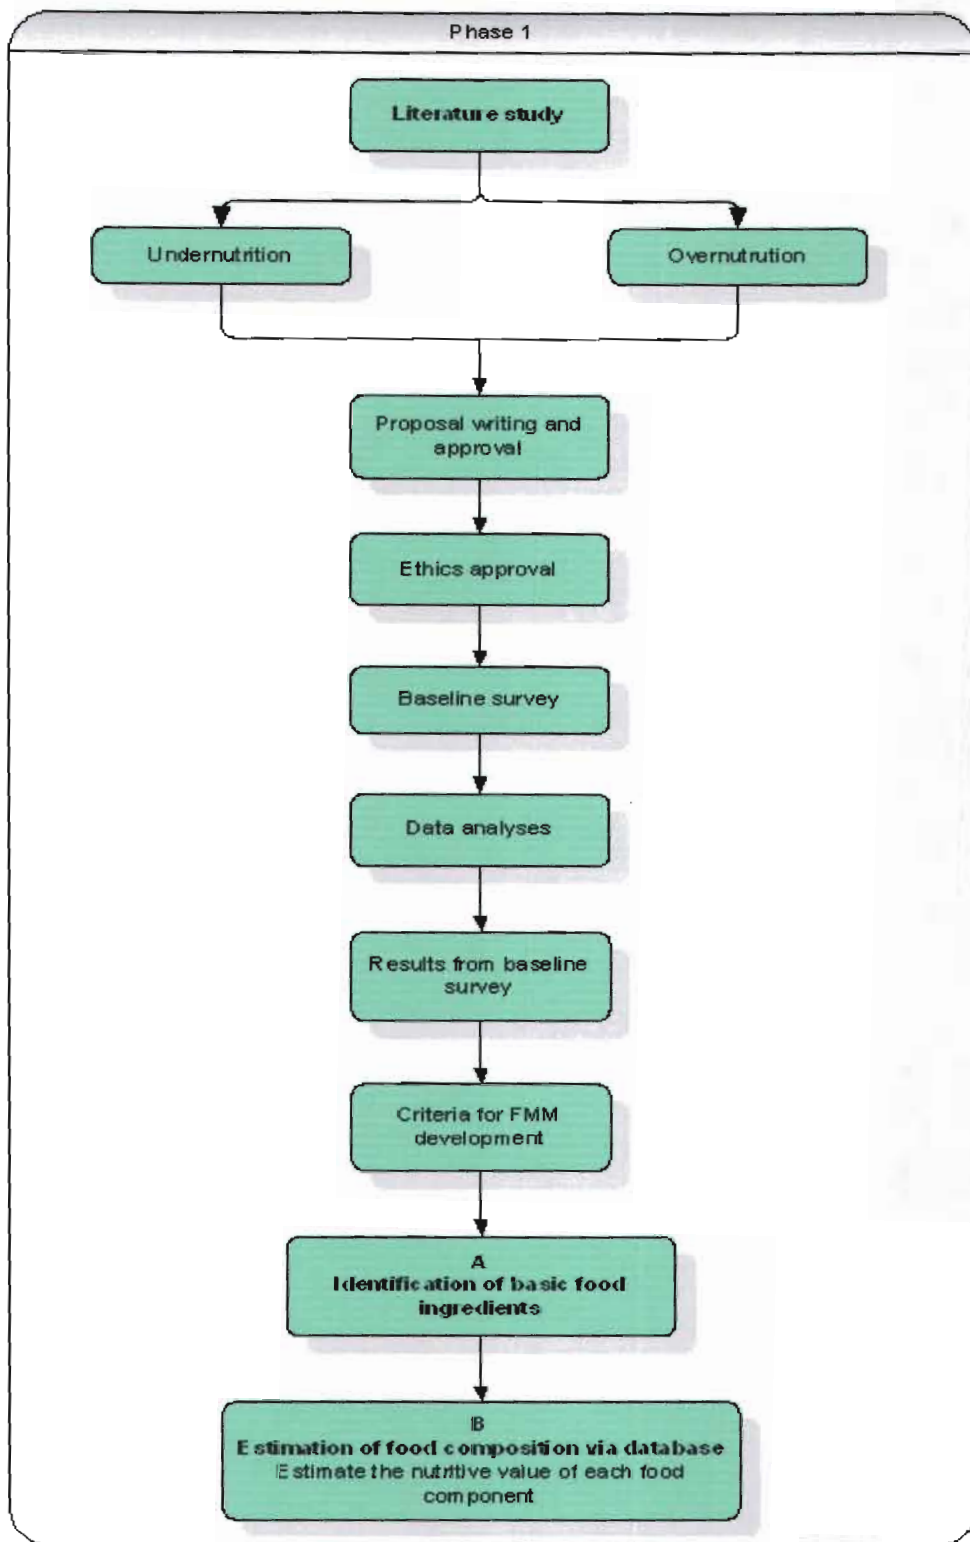 Phase 1
Literature study
Undernutrition
Overnutrution
Proposal writing and
approval
Ethics approval
Baseline survey
Data analyses
Results from baseline
survey
Criteria for FMM
development
A
Identification of basic food
ingredients
B
Estimation of food composition via database
Estimate the nutritive value of each food
component